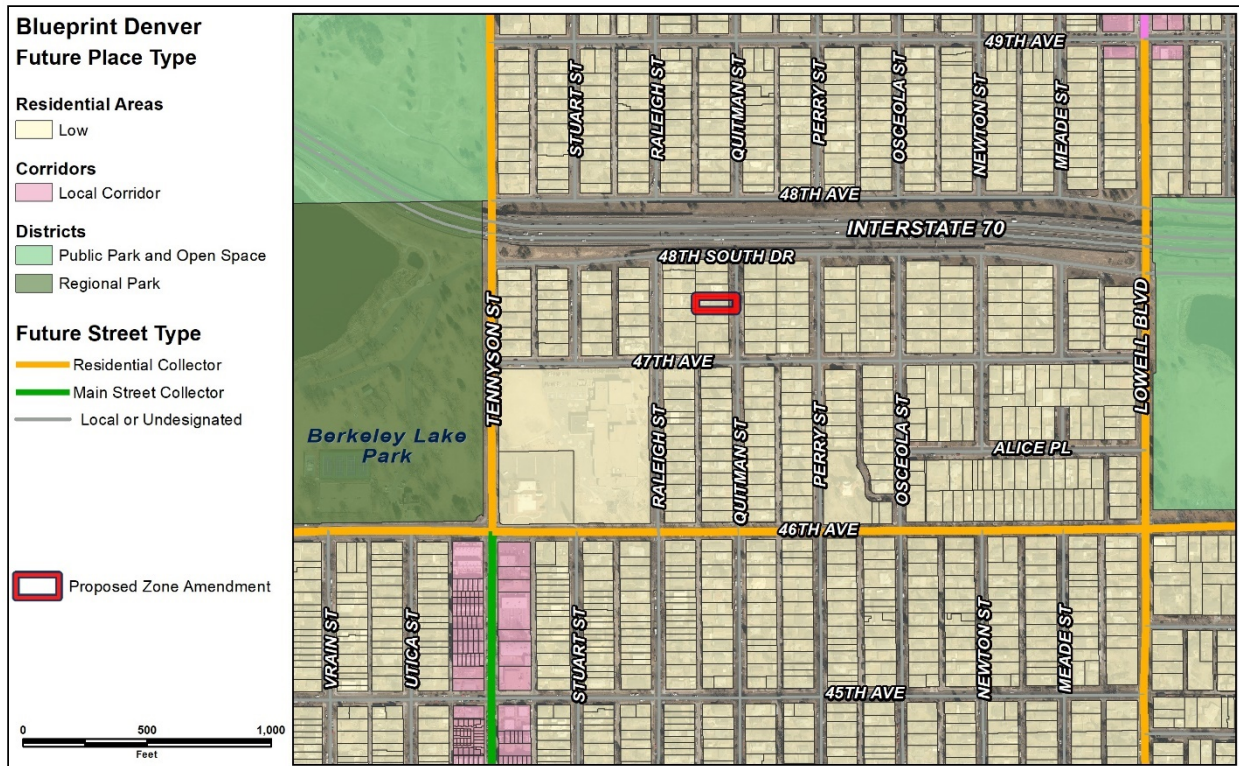 Blueprint Denver
Future Place Type
Residential Areas
Low
Corridors
Local Corridor
Districts
Public Park and Open Space
Regional Park
Future Street Type
Residential Collector
Main Street Collector
Local or Undesignated
Proposed Zone Amendment
0 500 1,000
Feet
49TH AVE
STUART ST
RALEIGH ST
QUITMAN ST
PERRY ST
OSCEOLA ST
NEWTON ST
MEADE ST
48TH AVE
INTERSTATE 70
48TH SOUTH DR
TENNYSON ST
LOWELL BLVD
47TH AVE
RALEIGH ST
QUITMAN ST
PERRY ST
OSCEOLA ST
ALICE PL
Berkeley Lake
Park
46TH AVE
VRAIN ST
UTICA ST
STUART ST
NEWTON ST
MEADE ST
45TH AVE